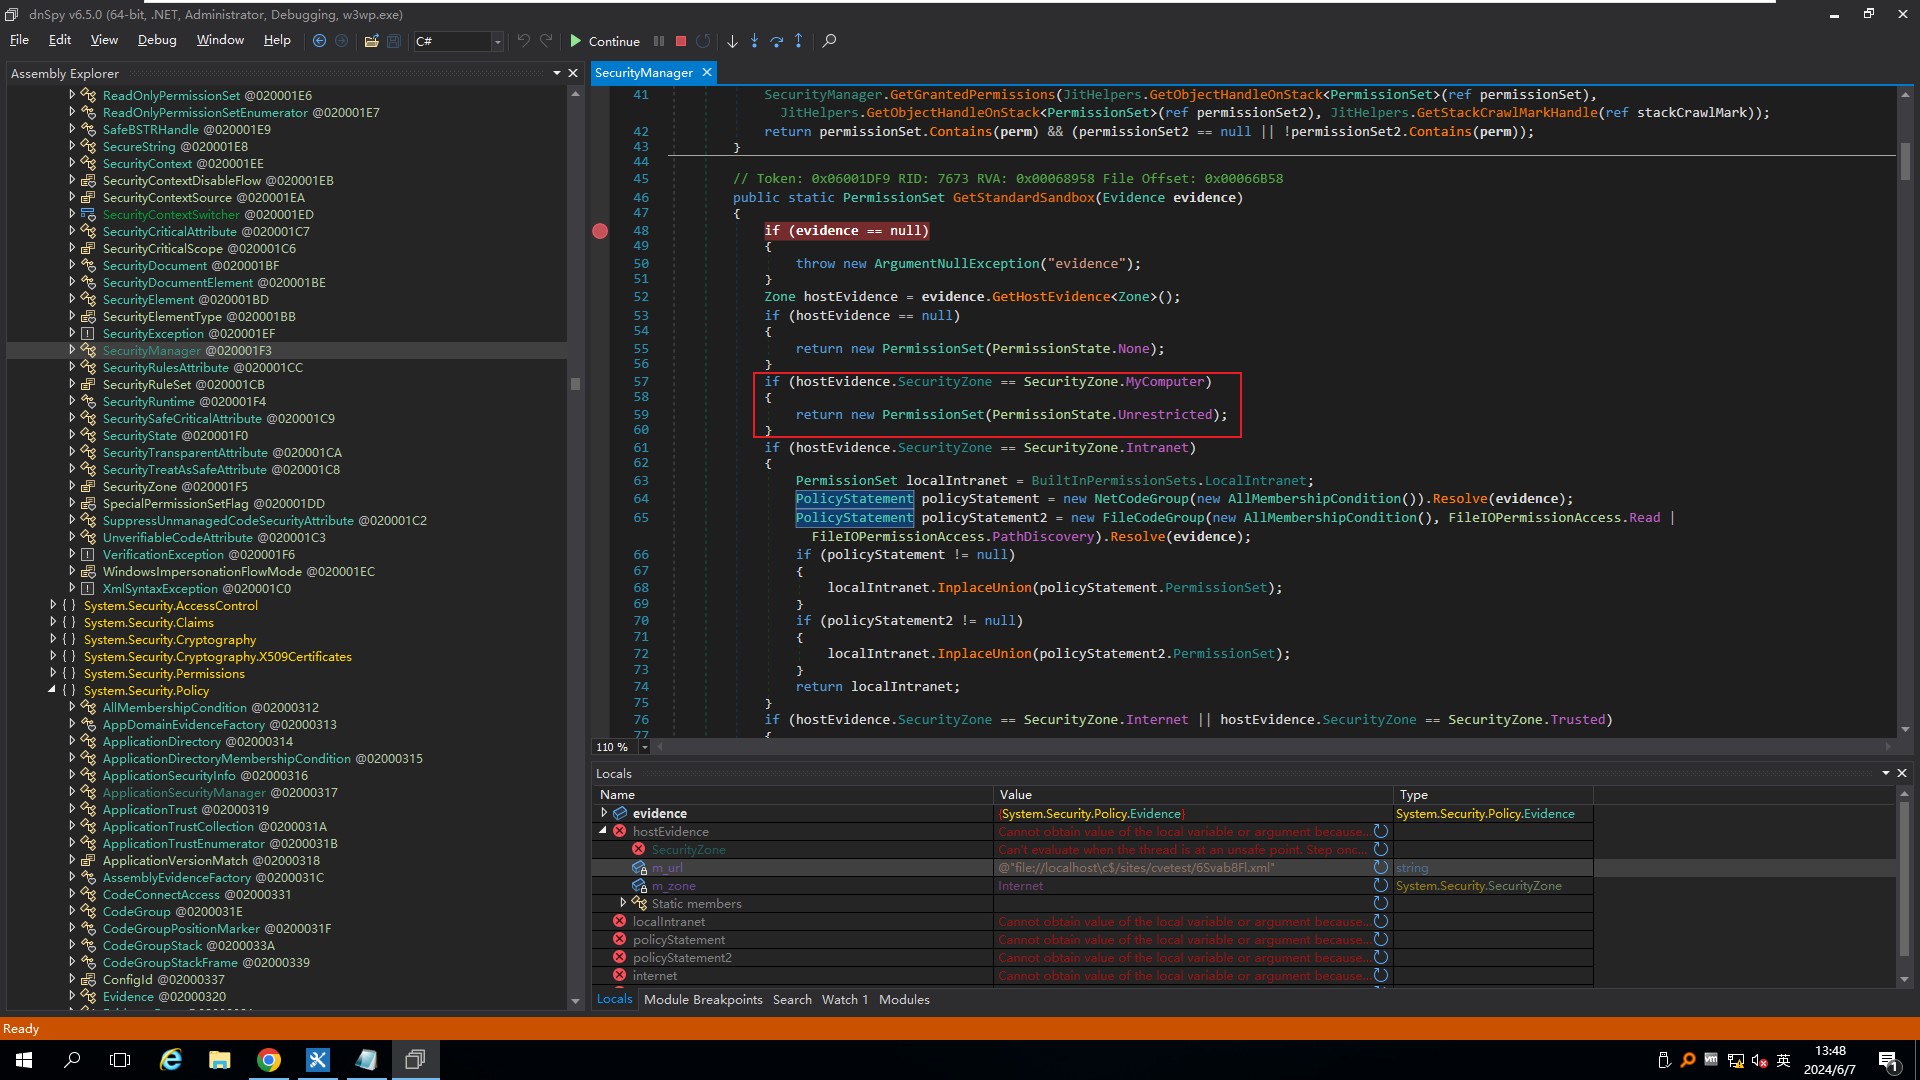 dnSpy v6.5.0 (64-bit, .NET, Administrator, Debugging, w3wp.exe)
File Edit View Debug Window Help C# Continue
Assembly Explorer
ReadOnlyPermissionSet @020001E6
ReadOnlyPermissionSetEnumerator @020001E7
SafeBSTRHandle @020001E9
SecureString @020001E8
SecurityContext @020001EE
SecurityContextDisableFlow @020001EB
SecurityContextSource @020001EA
SecurityContextSwitcher @020001ED
SecurityCriticalAttribute @020001C7
SecurityCriticalScope @020001C6
SecurityDocument @020001BF
SecurityDocumentElement @020001BE
SecurityElement @020001BD
SecurityElementType @020001BB
SecurityException @020001EF
SecurityManager @020001F3
SecurityRulesAttribute @020001CC
SecurityRuleSet @020001CB
SecurityRuntime @020001F4
SecuritySafeCriticalAttribute @020001C9
SecurityState @020001F0
SecurityTransparentAttribute @020001CA
SecurityTreatAsSafeAttribute @020001C8
SecurityZone @020001F5
SpecialPermissionSetFlag @020001DD
SuppressUnmanagedCodeSecurityAttribute @020001C2
UnverifiableCodeAttribute @020001C3
VerificationException @020001F6
WindowsImpersonationFlowMode @020001EC
XmlSyntaxException @020001C0
{ } System.Security.AccessControl
{ } System.Security.Claims
{ } System.Security.Cryptography
{ } System.Security.Cryptography.X509Certificates
{ } System.Security.Permissions
{ } System.Security.Policy
AllMembershipCondition @02000312
AppDomainEvidenceFactory @02000313
ApplicationDirectory @02000314
ApplicationDirectoryMembershipCondition @02000315
ApplicationSecurityInfo @02000316
ApplicationSecurityManager @02000317
ApplicationTrust @02000319
ApplicationTrustCollection @0200031A
ApplicationTrustEnumerator @0200031B
ApplicationVersionMatch @02000318
AssemblyEvidenceFactory @0200031C
CodeConnectAccess @02000331
CodeGroup @0200031E
CodeGroupPositionMarker @0200031F
CodeGroupStack @0200033A
CodeGroupStackFrame @02000339
ConfigId @02000337
Evidence @02000320
SecurityManager
41 SecurityManager.GetGrantedPermissions(JitHelpers.GetObjectHandleOnStack<PermissionSet>(ref permissionSet),
JitHelpers.GetObjectHandleOnStack<PermissionSet>(ref permissionSet2), JitHelpers.GetStackCrawlMarkHandle(ref stackCrawlMark));
42 return permissionSet.Contains(perm) && (permissionSet2 == null || !permissionSet2.Contains(perm));
43 }
44
45 // Token: 0x06001DF9 RID: 7673 RVA: 0x00068958 File Offset: 0x00066B58
46 public static PermissionSet GetStandardSandbox(Evidence evidence)
47 {
48 if (evidence == null)
49 {
50 throw new ArgumentNullException("evidence");
51 }
52 Zone hostEvidence = evidence.GetHostEvidence<Zone>();
53 if (hostEvidence == null)
54 {
55 return new PermissionSet(PermissionState.None);
56 }
57 if (hostEvidence.SecurityZone == SecurityZone.MyComputer)
58 {
59 return new PermissionSet(PermissionState.Unrestricted);
60 }
61 if (hostEvidence.SecurityZone == SecurityZone.Intranet)
62 {
63 PermissionSet localIntranet = BuiltInPermissionSets.LocalIntranet;
64 PolicyStatement policyStatement = new NetCodeGroup(new AllMembershipCondition()).Resolve(evidence);
65 PolicyStatement policyStatement2 = new FileCodeGroup(new AllMembershipCondition(), FileIOPermissionAccess.Read |
FileIOPermissionAccess.PathDiscovery).Resolve(evidence);
66 if (policyStatement != null)
67 {
68 localIntranet.InplaceUnion(policyStatement.PermissionSet);
69 }
70 if (policyStatement2 != null)
71 {
72 localIntranet.InplaceUnion(policyStatement2.PermissionSet);
73 }
74 return localIntranet;
75 }
76 if (hostEvidence.SecurityZone == SecurityZone.Internet || hostEvidence.SecurityZone == SecurityZone.Trusted)
77 {
110 %
Locals
Name Value Type
evidence {System.Security.Policy.Evidence} System.Security.Policy.Evidence
hostEvidence Cannot obtain value of the local variable or argument because...
SecurityZone Can't evaluate when the thread is at an unsafe point. Step onc...
m_url @"file://localhost\c$/sites/cvetest/6Svab8Fl.xml" string
m_zone Internet System.Security.SecurityZone
Static members
localIntranet Cannot obtain value of the local variable or argument because...
policyStatement Cannot obtain value of the local variable or argument because...
policyStatement2 Cannot obtain value of the local variable or argument because...
internet Cannot obtain value of the local variable or argument because...
Locals Module Breakpoints Search Watch 1 Modules
Ready
vm 英 13:48
2024/6/7
1